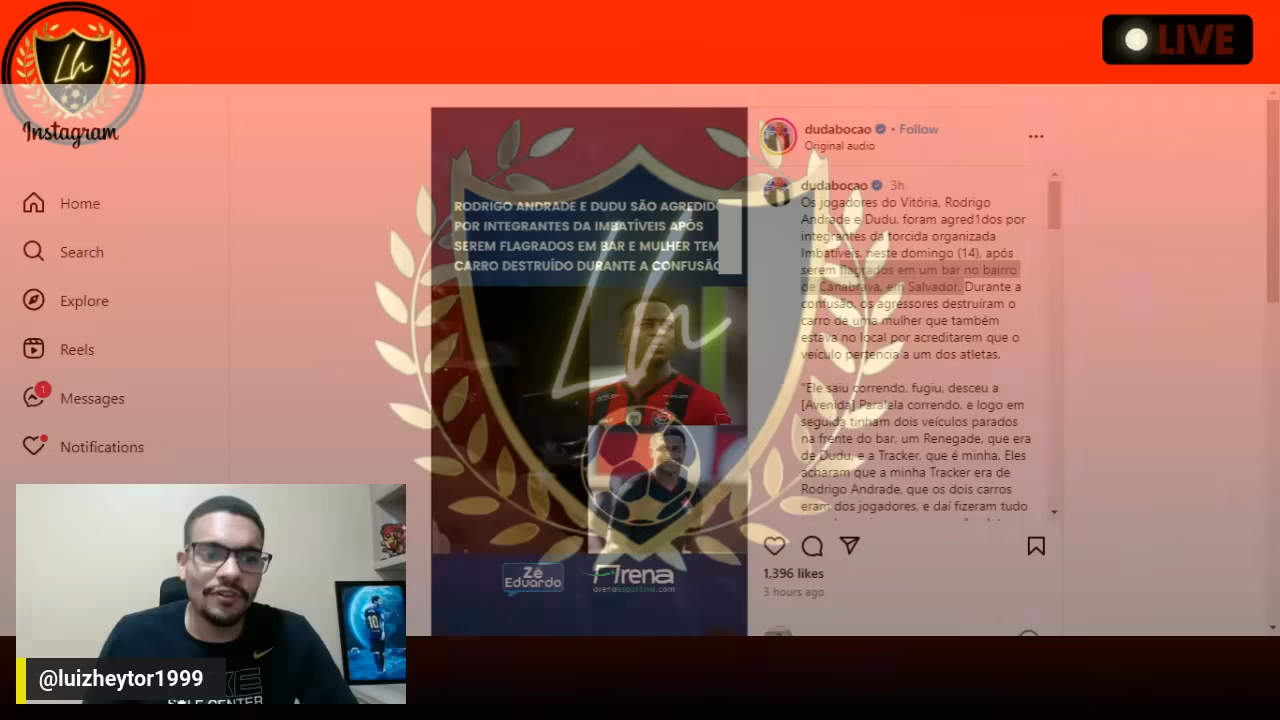 Lh
LIVE
Instagram
Home
Search
Explore
Reels
1
Messages
Notifications
RODRIGO ANDRADE E DUDU SÃO AGREDIDO
POR INTEGRANTES DA IMBATÍVEIS APÓS
SEREM FLAGRADOS EM BAR E MULHER TEM
CARRO DESTRUÍDO DURANTE A CONFUSÃO
Lh
Zé
Eduardo
Arena
arenaesportiva.com
dudabocao • Follow
Original audio
dudabocao 3h
Os jogadores do Vitória, Rodrigo
Andrade e Dudu, foram agred1dos por
integrantes da torcida organizada
Imbatíveis, neste domingo (14), após
serem flagrados em um bar no bairro
de Canabrava, em Salvador. Durante a
confusão, os agressores destruíram o
carro de uma mulher que também
estava no local por acreditarem que o
veículo pertencia a um dos atletas.
"Ele saiu correndo, fugiu, desceu a
[Avenida] Paralela correndo, e logo em
seguida tinham dois veículos parados
na frente do bar, um Renegade, que era
de Dudu, e a Tracker, que é minha. Eles
acharam que a minha Tracker era de
Rodrigo Andrade, que os dois carros
eram dos jogadores, e daí fizeram tudo
1,396 likes
3 hours ago
10
@luizheytor1999